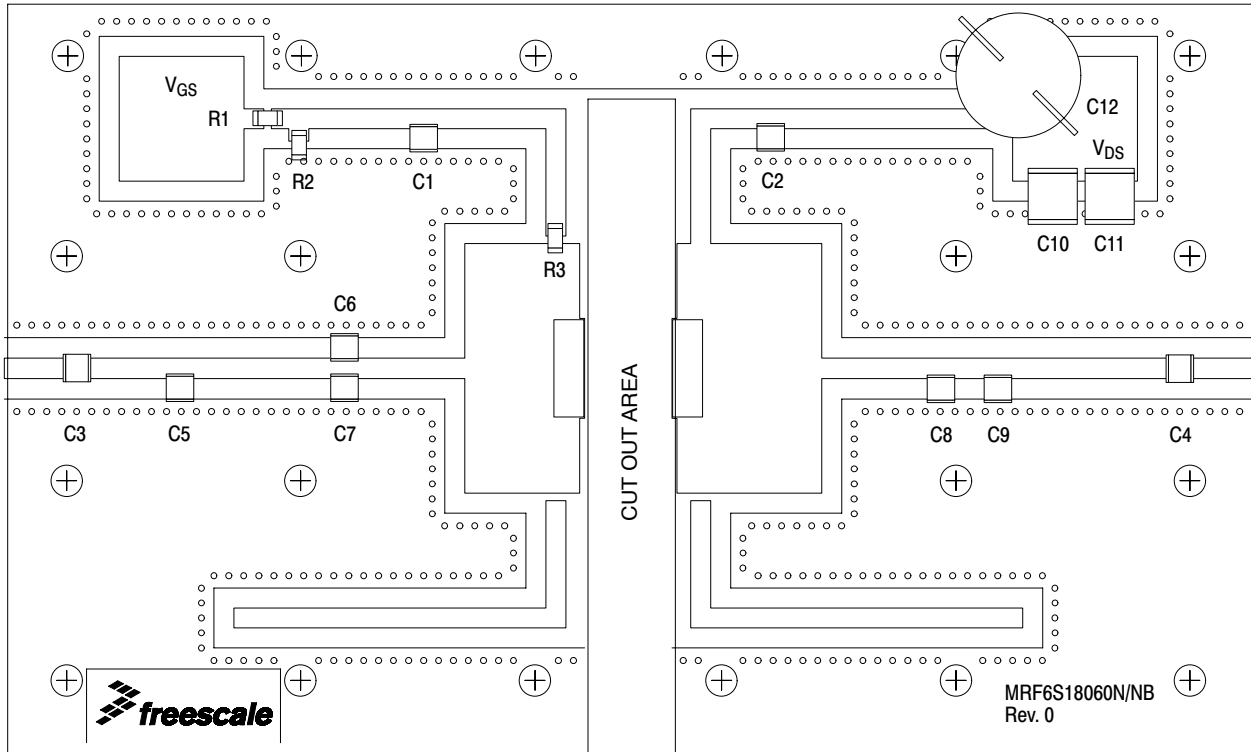 VGS
R1
R2
C1
C2
C12
VDS
C10
C11
R3
C6
C3
C5
C7
CUT OUT AREA
C8
C9
C4
freescale
MRF6S18060N/NB
Rev. 0